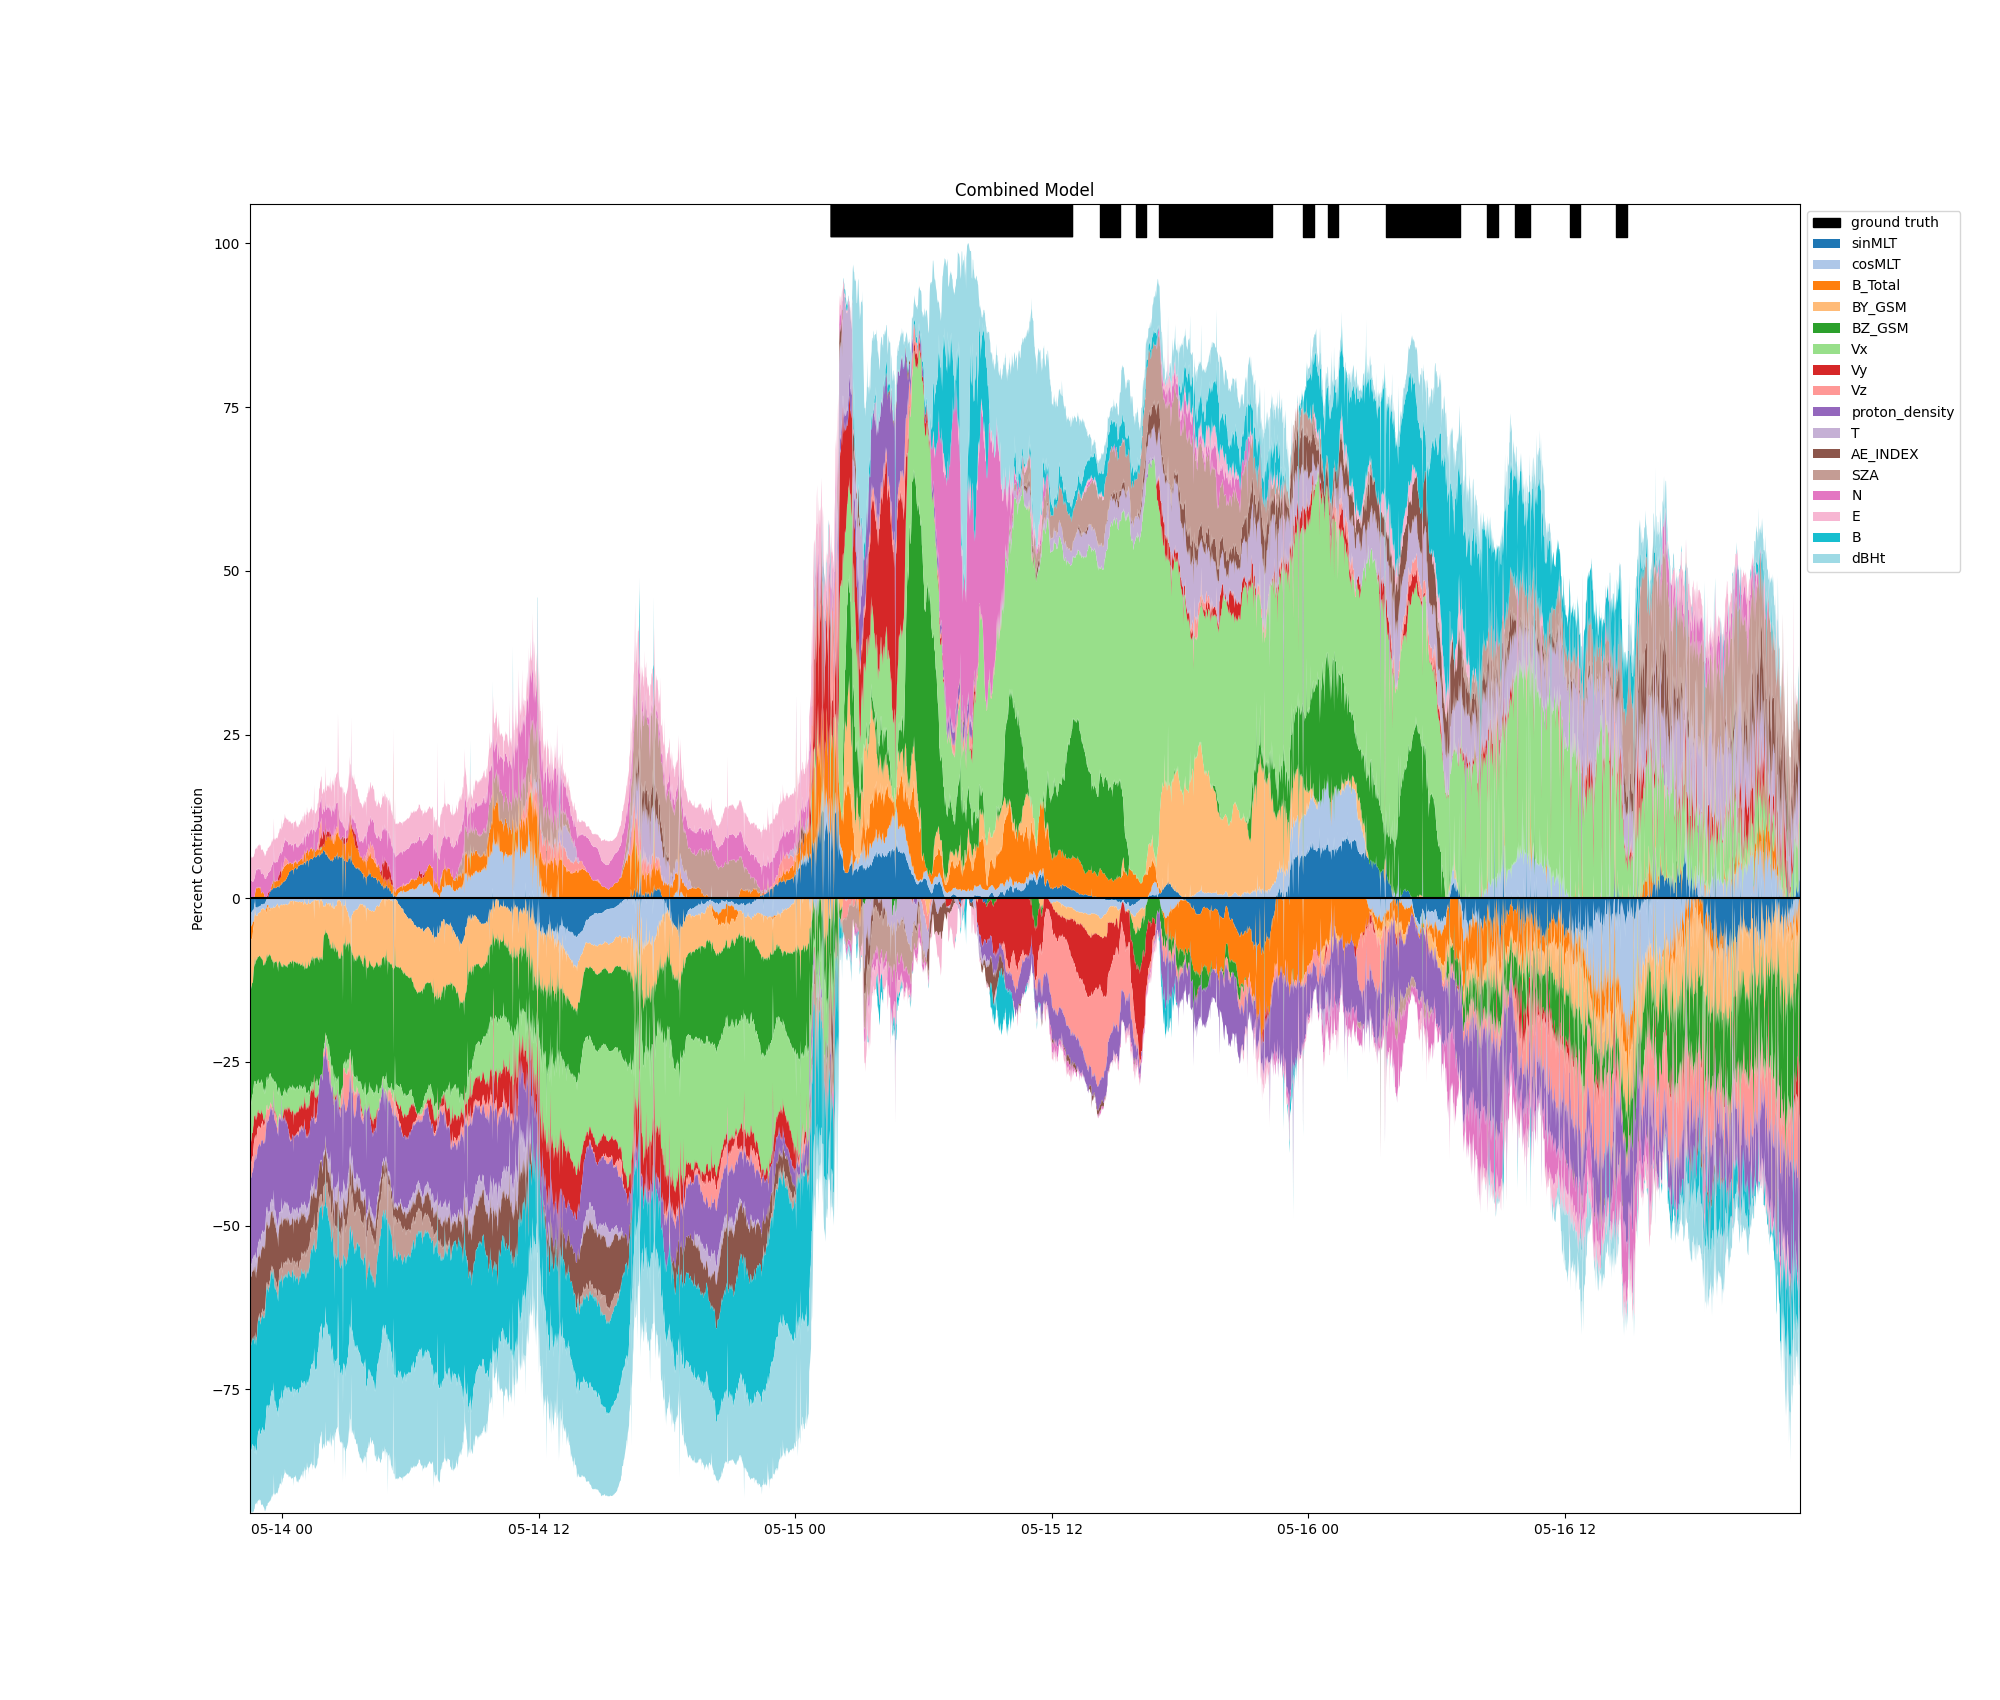 Combined Model
100
75
50
25
0
−25
−50
−75
Percent Contribution
05-14 00
05-14 12
05-15 00
05-15 12
05-16 00
05-16 12
ground truth
sinMLT
cosMLT
B_Total
BY_GSM
BZ_GSM
Vx
Vy
Vz
proton_density
T
AE_INDEX
SZA
N
E
B
dBHt